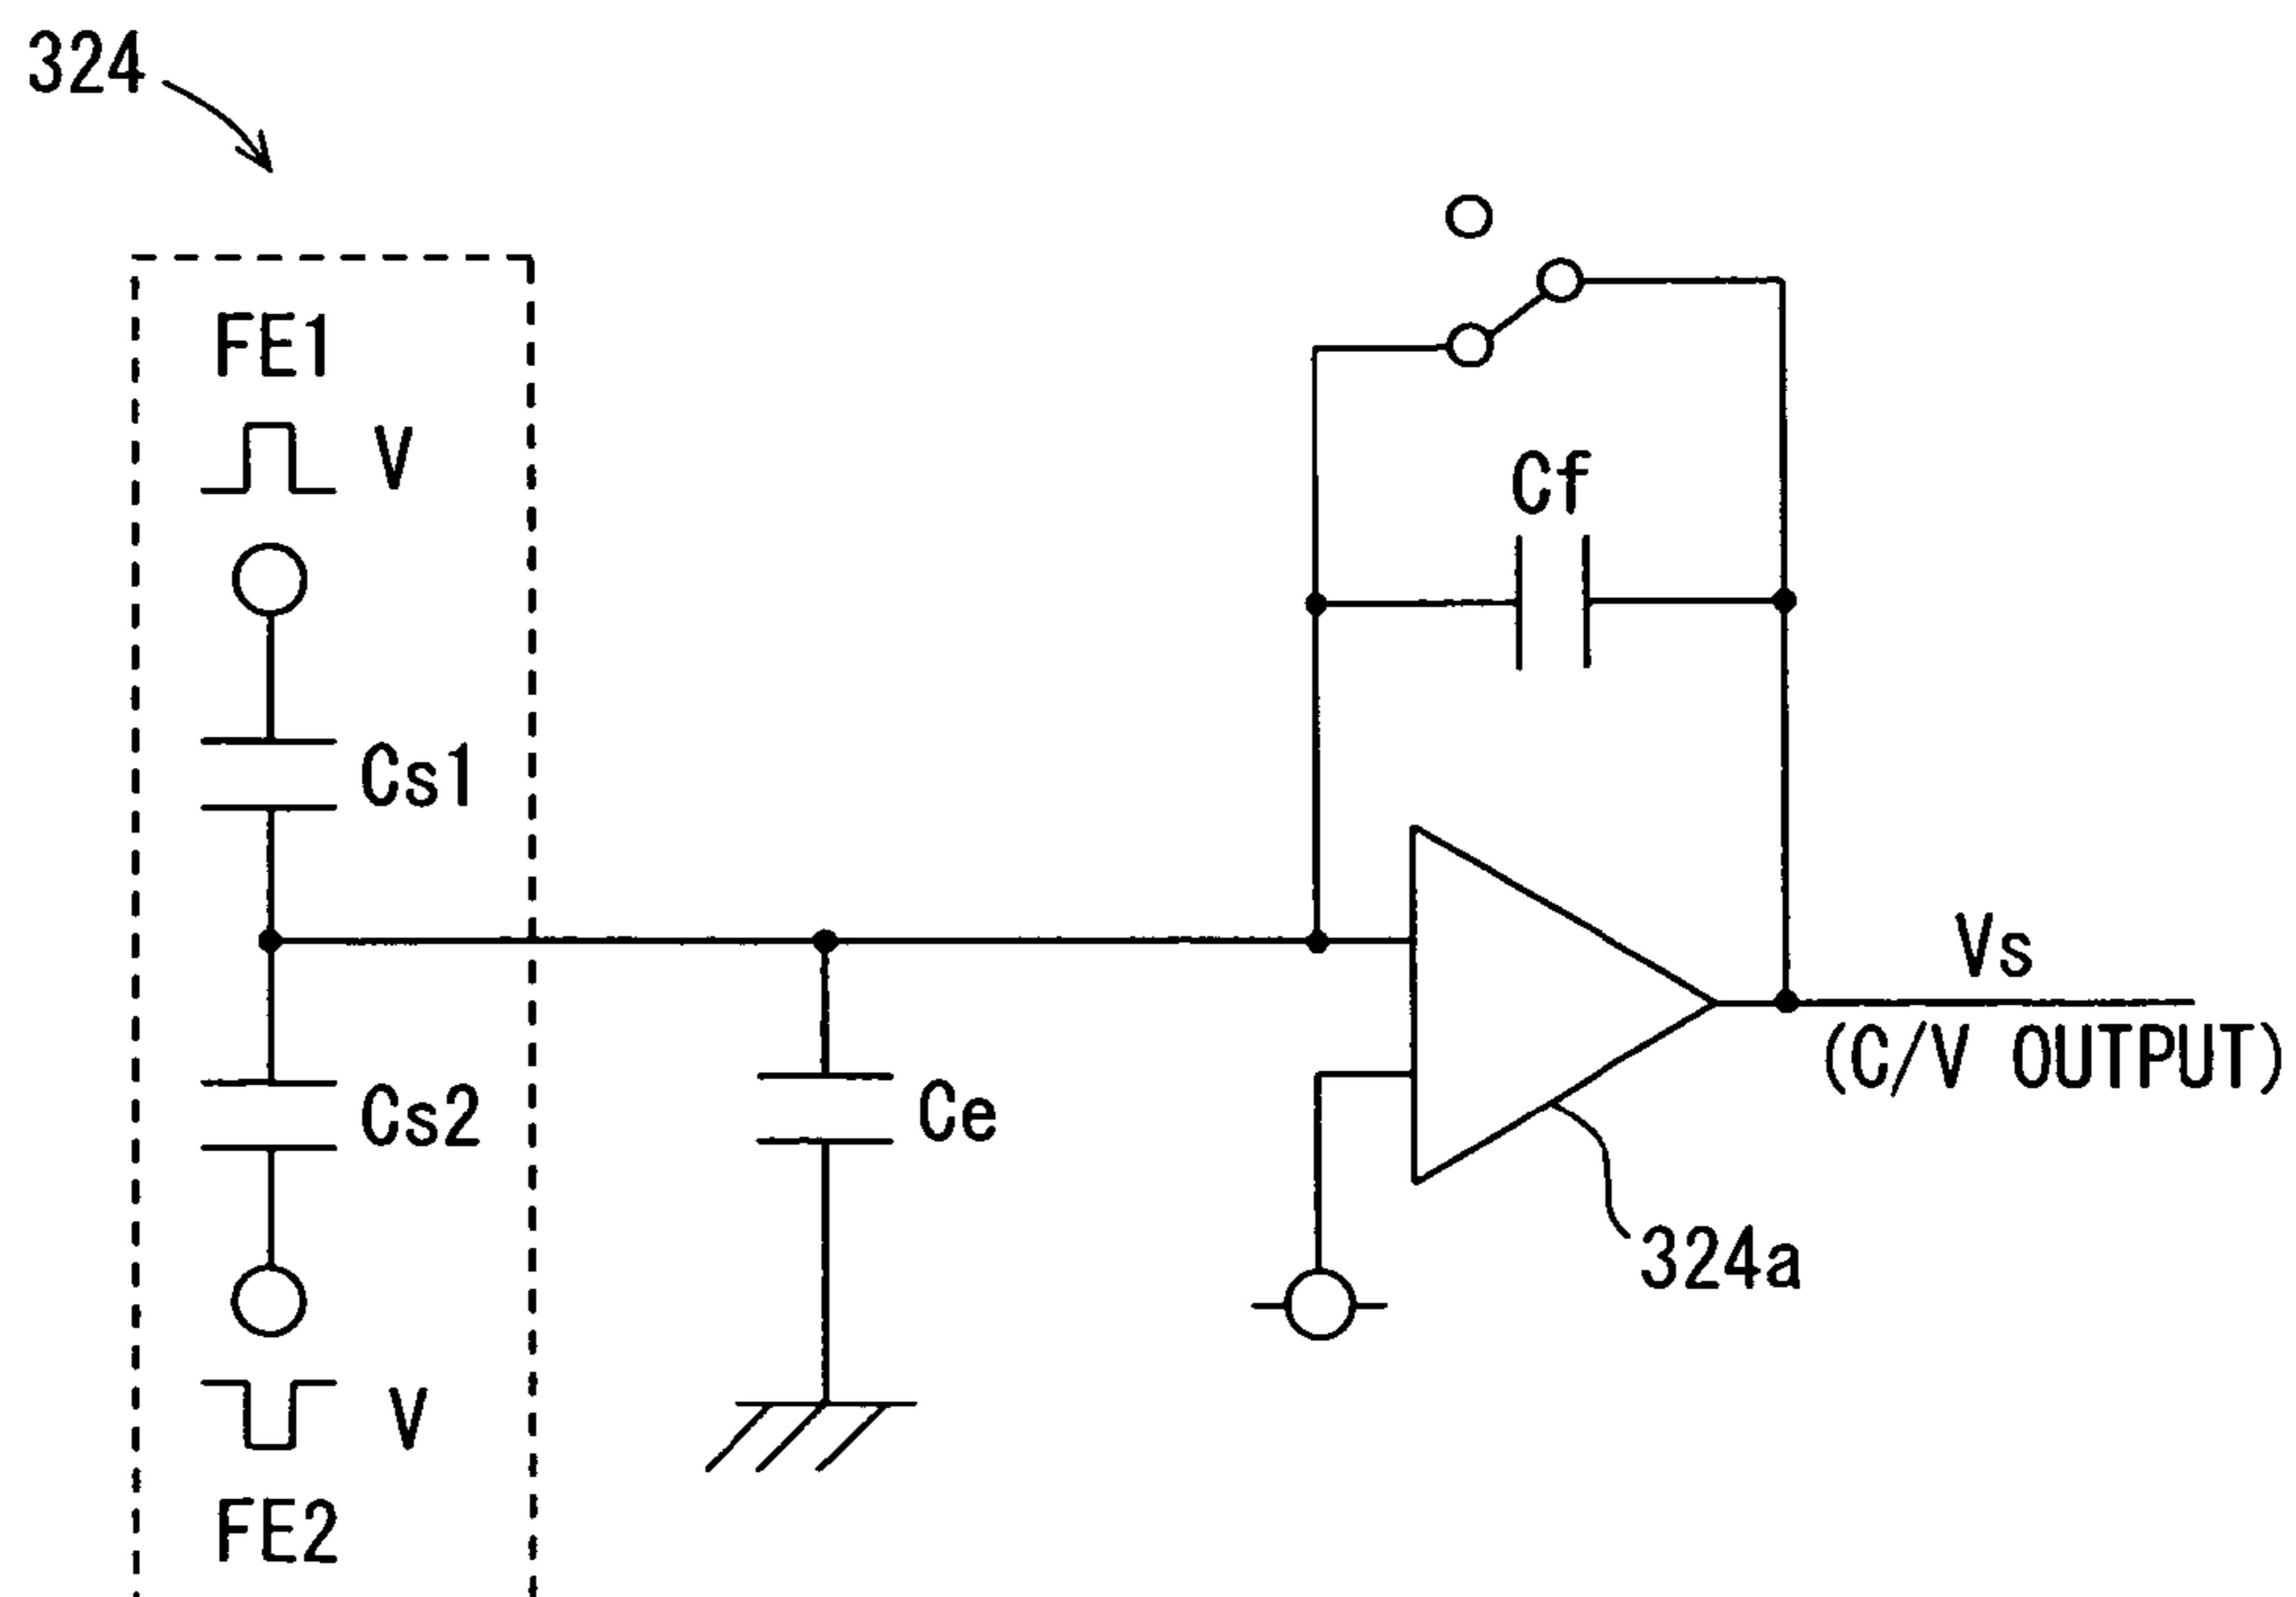 324
FE1
V
Cf
Cs1
Vs
(C/V OUTPUT)
Cs2
Ce
324a
V
FE2